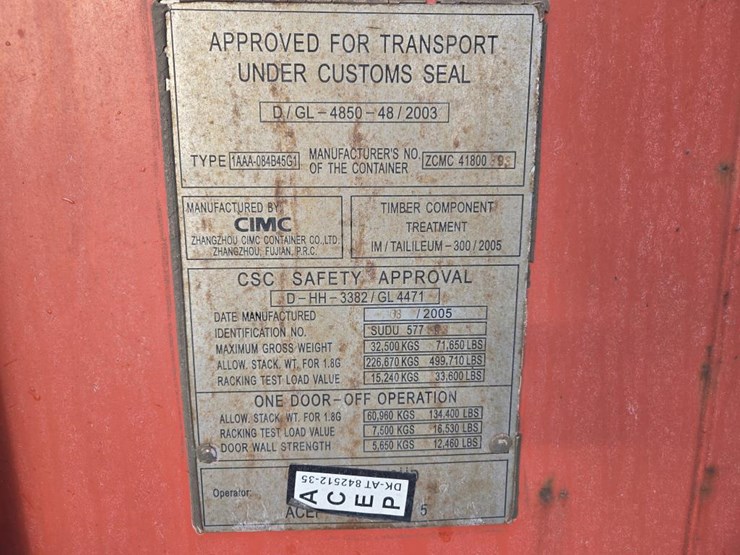 APPROVED FOR TRANSPORT
UNDER CUSTOMS SEAL
D/GL-4850-48/2003
TYPE 1AAA-084B45G1 MANUFACTURER'S NO. OF THE CONTAINER ZCMC 41800
MANUFACTURED BY
CIMC
ZHANGZHOU CIMC CONTAINER CO.,LTD.
ZHANGZHOU, FUJIAN, P.R.C.
TIMBER COMPONENT
TREATMENT
IM/TAILILEUM-300/2005
CSC SAFETY APPROVAL
D-HH-3382/GL 4471
DATE MANUFACTURED /2005
IDENTIFICATION NO. SUDU 577
MAXIMUM GROSS WEIGHT 32,500 KGS 71,650 LBS
ALLOW. STACK. WT. FOR 1.8G 226,670 KGS 499,710 LBS
RACKING TEST LOAD VALUE 15,240 KGS 33,600 LBS
ONE DOOR-OFF OPERATION
ALLOW. STACK. WT. FOR 1.8G 60,960 KGS 134,400 LBS
RACKING TEST LOAD VALUE 7,500 KGS 16,530 LBS
DOOR WALL STRENGTH 5,650 KGS 12,460 LBS
Operator:
DK-AT 842512-35
ACEP
5